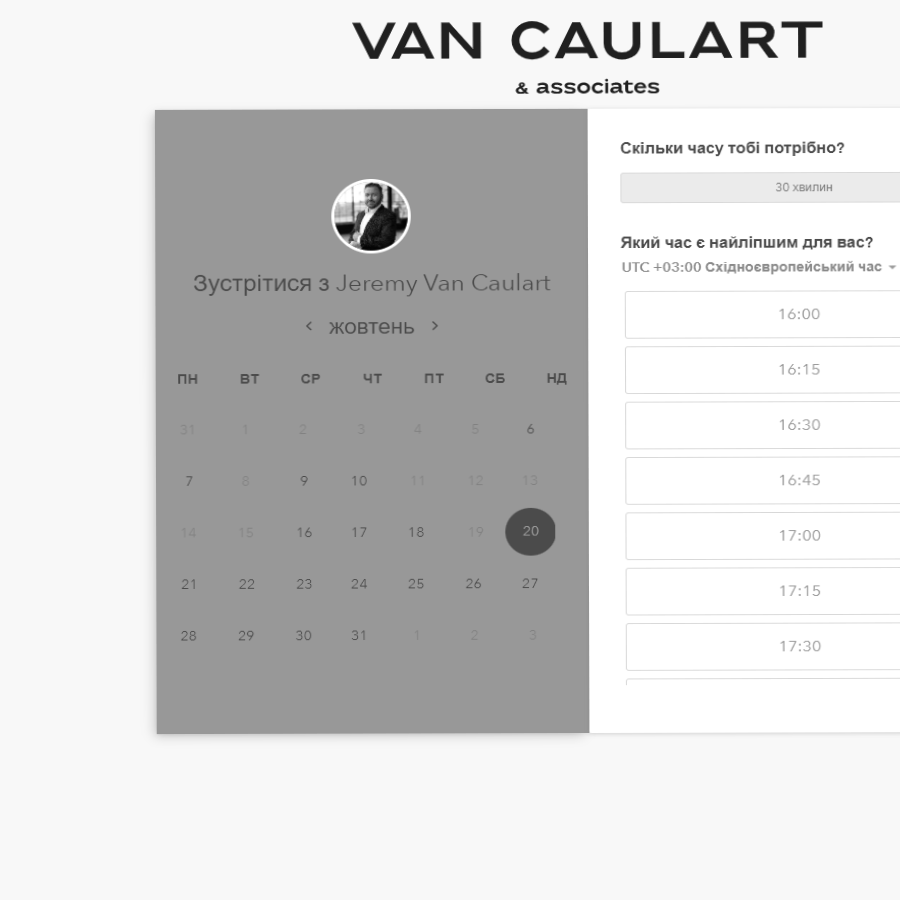 VAN CAULART
& associates
Зустрітися з Jeremy Van Caulart
‹ жовтень ›
ПН ВТ СР ЧТ ПТ СБ НД
31 1 2 3 4 5 6
7 8 9 10 11 12 13
14 15 16 17 18 19 20
21 22 23 24 25 26 27
28 29 30 31 1 2 3
Скільки часу тобі потрібно?
30 хвилин
Який час є найліпшим для вас?
UTC +03:00 Східноєвропейський час
16:00
16:15
16:30
16:45
17:00
17:15
17:30